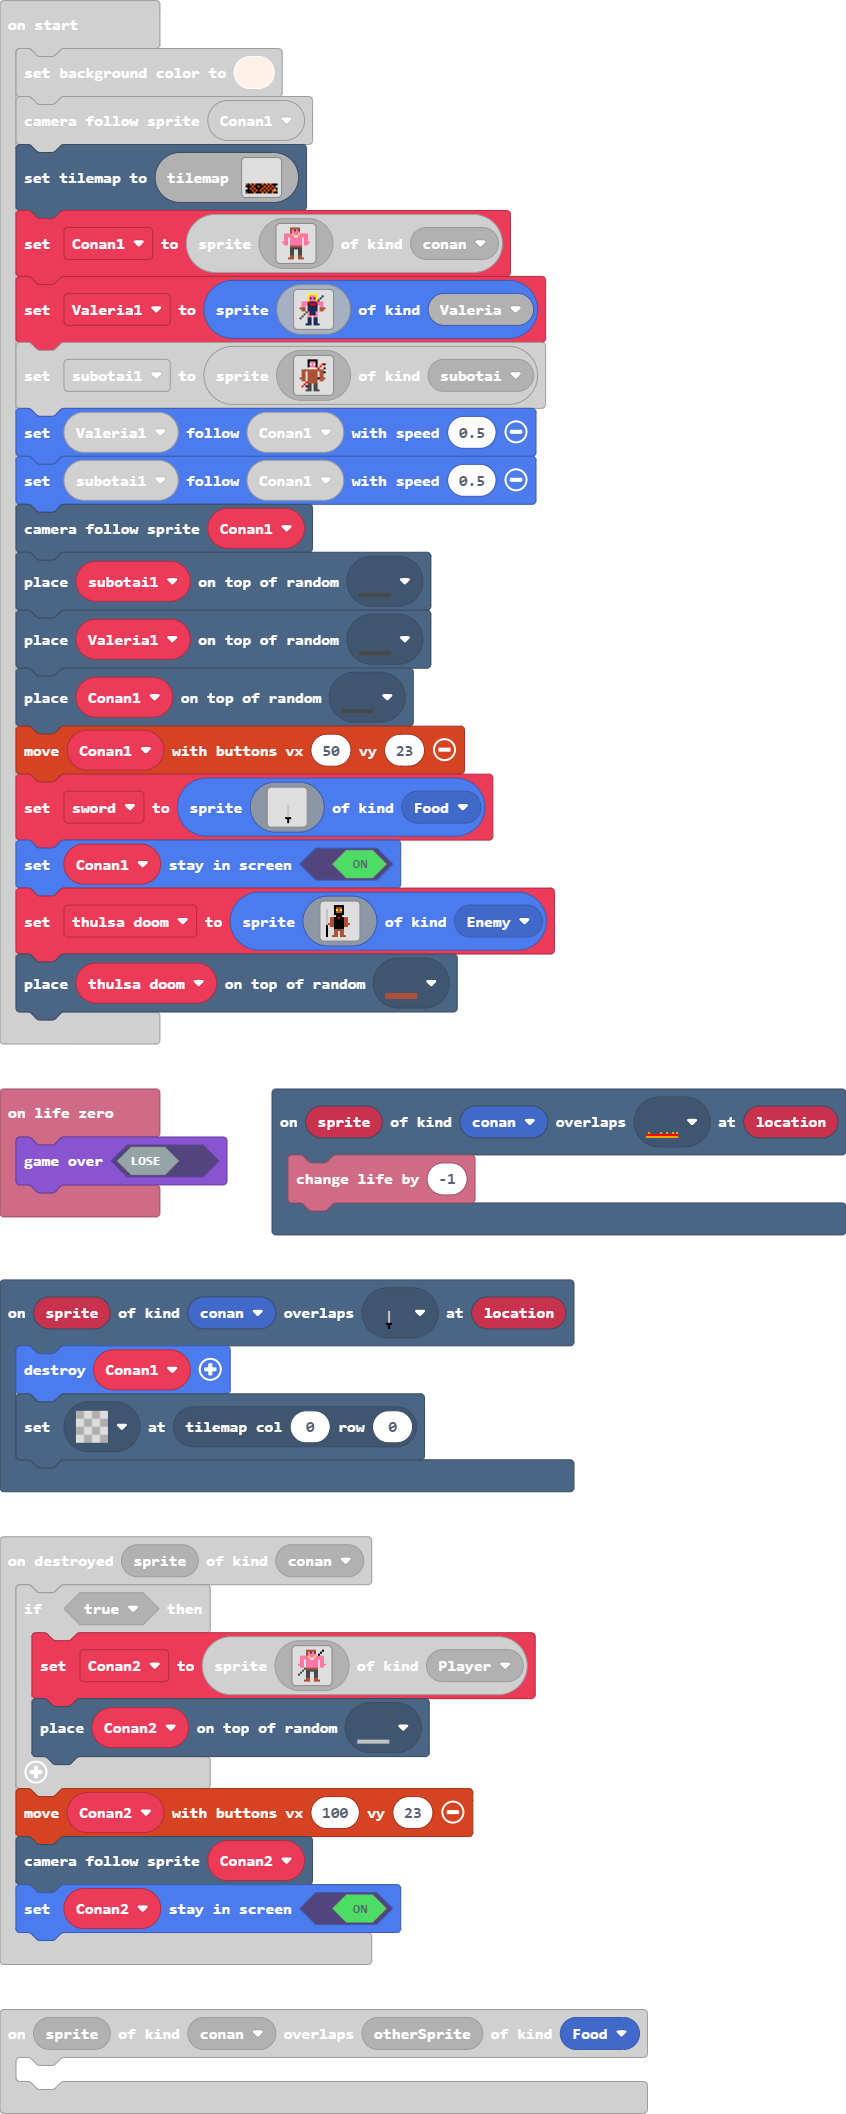 on start
set background color to
camera follow sprite Conan1
set tilemap to tilemap
set Conan1 to sprite of kind conan
set Valeria1 to sprite of kind Valeria
set subotai1 to sprite of kind subotai
set Valeria1 follow Conan1 with speed 0.5
set subotai1 follow Conan1 with speed 0.5
camera follow sprite Conan1
place subotai1 on top of random
place Valeria1 on top of random
place Conan1 on top of random
move Conan1 with buttons vx 50 vy 23
set sword to sprite of kind Food
set Conan1 stay in screen ON
set thulsa doom to sprite of kind Enemy
place thulsa doom on top of random
on life zero
game over LOSE
on sprite of kind conan overlaps at location
change life by -1
on sprite of kind conan overlaps at location
destroy Conan1
set at tilemap col 0 row 0
on destroyed sprite of kind conan
if true then
set Conan2 to sprite of kind Player
place Conan2 on top of random
move Conan2 with buttons vx 100 vy 23
camera follow sprite Conan2
set Conan2 stay in screen ON
on sprite of kind conan overlaps otherSprite of kind Food